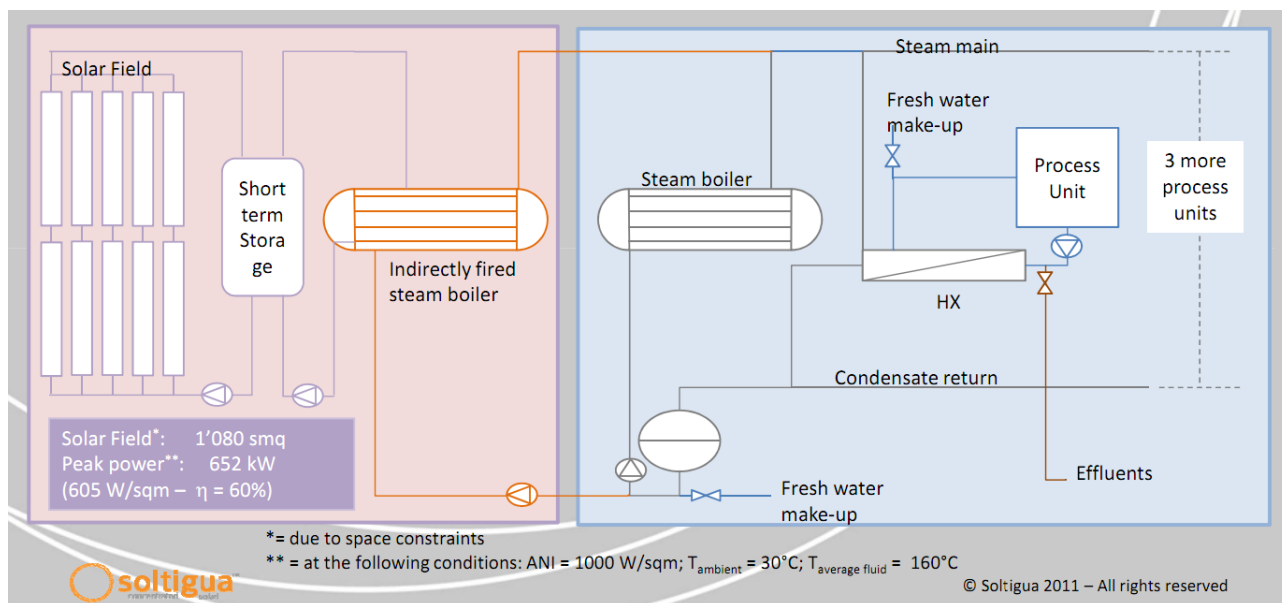 Solar Field
Short
term
Stora
ge
Indirectly fired
steam boiler
Solar Field*: 1’080 smq
Peak power**: 652 kW
(605 W/sqm – η = 60%)
Steam main
Fresh water
make-up
Process
Unit
3 more
process
units
Steam boiler
HX
Condensate return
Effluents
Fresh water
make-up
*= due to space constraints
** = at the following conditions: ANI = 1000 W/sqm; Tambient = 30°C; Taverage fluid = 160°C
soltigua™
concentrated solar
© Soltigua 2011 – All rights reserved